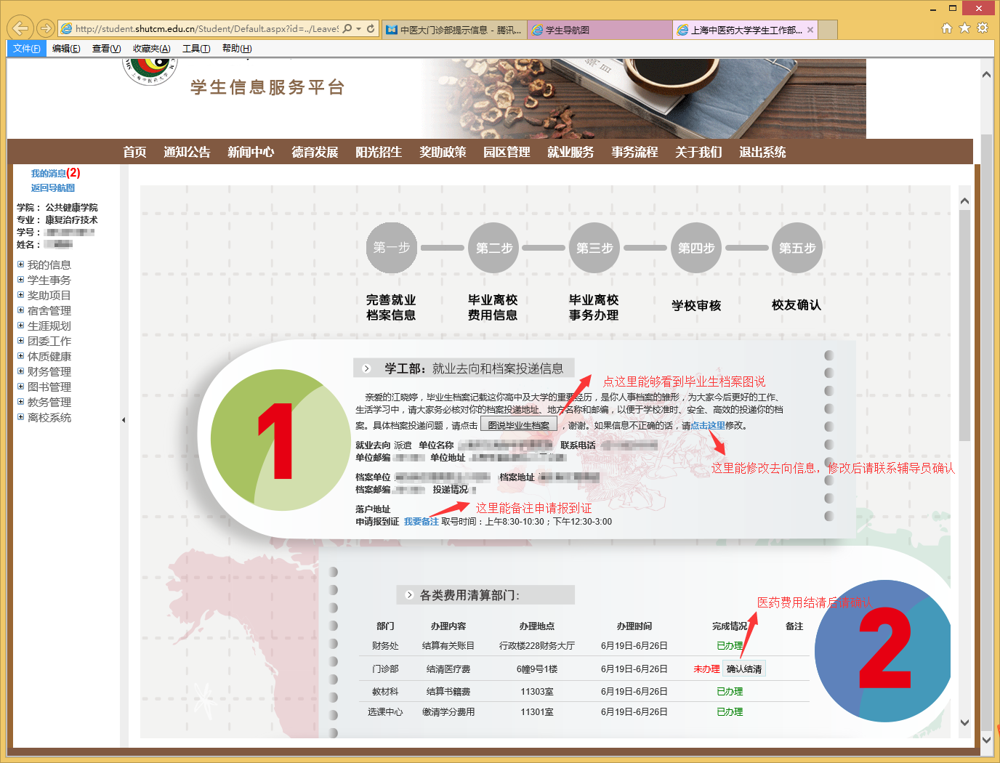 http://student.shutcm.edu.cn/Student/Default.aspx?id=../Leave
中医大门诊部提示信息 - 腾讯...
学生导航图
上海中医药大学学生工作部...
文件(F) 编辑(E) 查看(V) 收藏夹(A) 工具(T) 帮助(H)
学生信息服务平台
首页 通知公告 新闻中心 德育发展 阳光招生 奖助政策 园区管理 就业服务 事务流程 关于我们 退出系统
我的消息(2)
返回导航图
学院： 公共健康学院
专业： 康复治疗技术
学号：
姓名：
我的信息
学生事务
奖助项目
宿舍管理
生涯规划
团委工作
体质健康
财务管理
图书管理
教务管理
离校系统
第一步 第二步 第三步 第四步 第五步
完善就业档案信息
毕业离校费用信息
毕业离校事务办理
学校审核
校友确认
1
学工部：就业去向和档案投递信息
点这里能够看到毕业生档案图说
亲爱的江晓婷，毕业生档案记载这你高中及大学的重要经历，是你人事档案的雏形，为大家今后更好的工作、
生活学习中，请大家务必核对你的档案投递地址、地方名称和邮编，以便于学校准时、安全、高效的投递你的档
案。具体档案投递问题，请点击 图说毕业生档案 ，谢谢。如果信息不正确的话，请点击这里修改。
就业去向 派遣 单位名称 联系电话
单位邮编 单位地址
这里能修改去向信息，修改后请联系辅导员确认
档案单位 档案地址
档案邮编 投递情况
落户地址
这里能备注申请报到证
申请报到证 我要备注 取号时间：上午8:30-10:30；下午12:30-3:00
2
各类费用清算部门：
医药费用结清后请确认
部门 办理内容 办理地点 办理时间 完成情况 备注
财务处 结算有关账目 行政楼228财务大厅 6月19日-6月26日 已办理
门诊部 结清医疗费 6幢9号1楼 6月19日-6月26日 未办理 确认结清
教材科 结算书籍费 11303室 6月19日-6月26日 已办理
选课中心 缴清学分费用 11301室 6月19日-6月26日 已办理